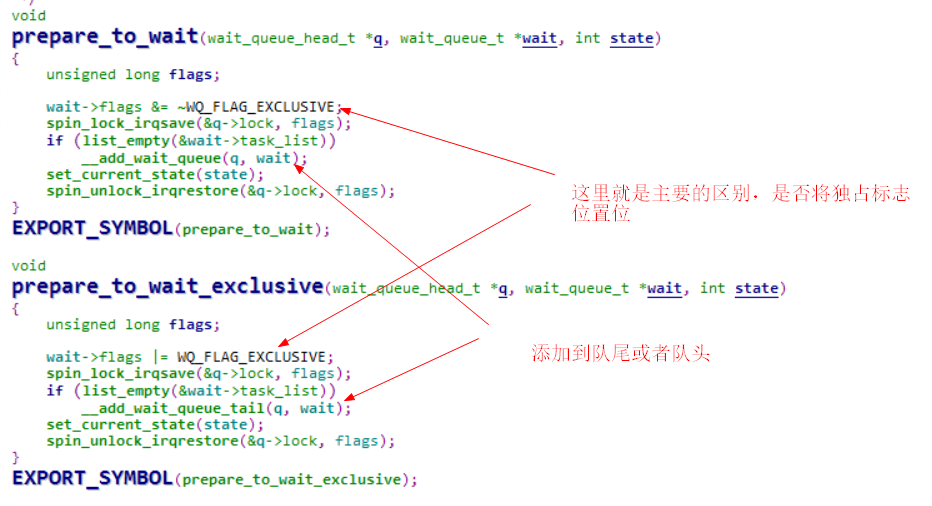 */
void
prepare_to_wait(wait_queue_head_t *q, wait_queue_t *wait, int state)
{
unsigned long flags;
wait->flags &= ~WQ_FLAG_EXCLUSIVE;
spin_lock_irqsave(&q->lock, flags);
if (list_empty(&wait->task_list))
__add_wait_queue(q, wait);
set_current_state(state);
spin_unlock_irqrestore(&q->lock, flags);
}
EXPORT_SYMBOL(prepare_to_wait);
这里就是主要的区别．是否将独占标志
位置位
void
prepare_to_wait_exclusive(wait_queue_head_t *q, wait_queue_t *wait, int state)
{
unsigned long flags;
wait->flags |= WQ_FLAG_EXCLUSIVE;
spin_lock_irqsave(&q->lock, flags);
if (list_empty(&wait->task_list))
__add_wait_queue_tail(q, wait);
set_current_state(state);
spin_unlock_irqrestore(&q->lock, flags);
}
EXPORT_SYMBOL(prepare_to_wait_exclusive);
添加到队尾或者队头